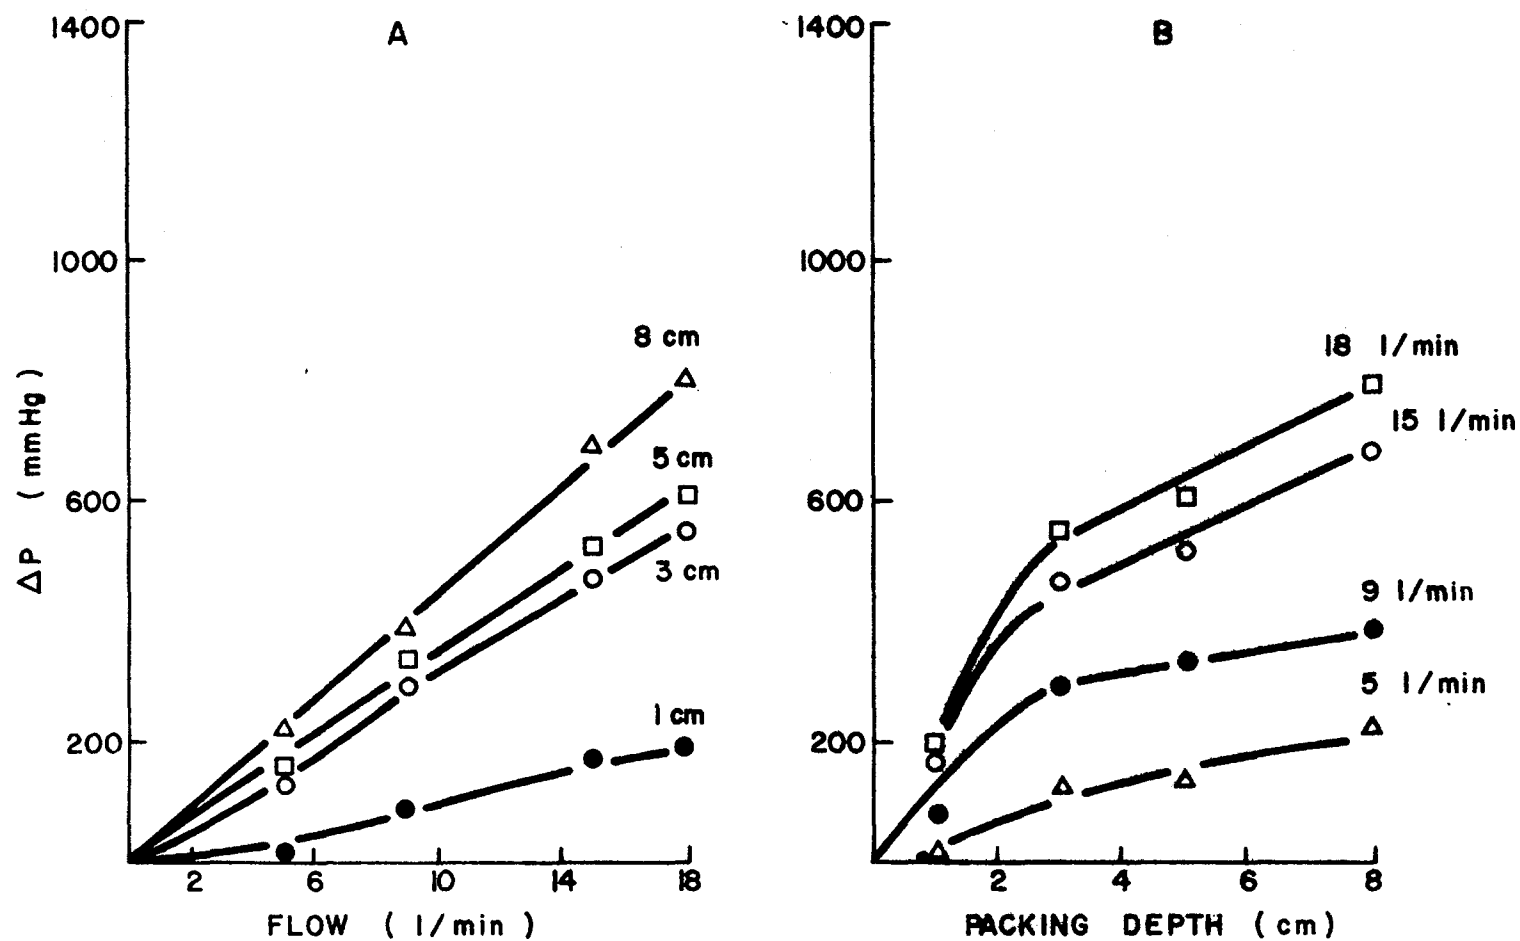 A
1400
1000
600
200
ΔP (mmHg)
8 cm
5 cm
3 cm
1 cm
2 6 10 14 18
FLOW (l/min)
B
1400
1000
600
200
18 l/min
15 l/min
9 l/min
5 l/min
2 4 6 8
PACKING DEPTH (cm)